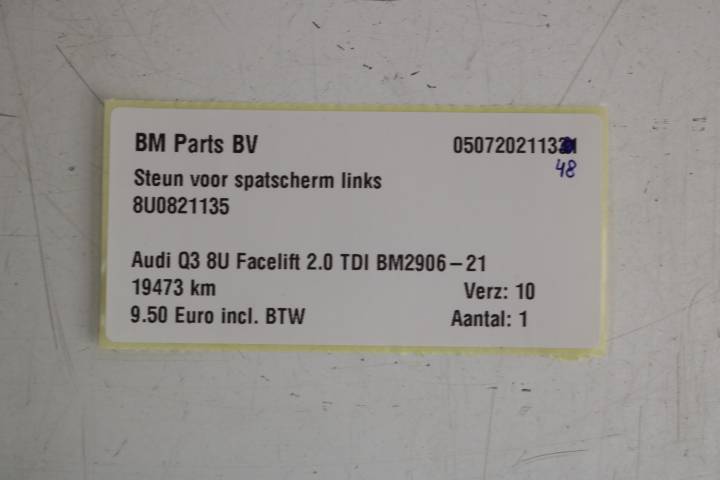 BM Parts BV 050720211331
48
Steun voor spatscherm links
8U0821135
Audi Q3 8U Facelift 2.0 TDI BM2906-21
19473 km Verz: 10
9.50 Euro incl. BTW Aantal: 1